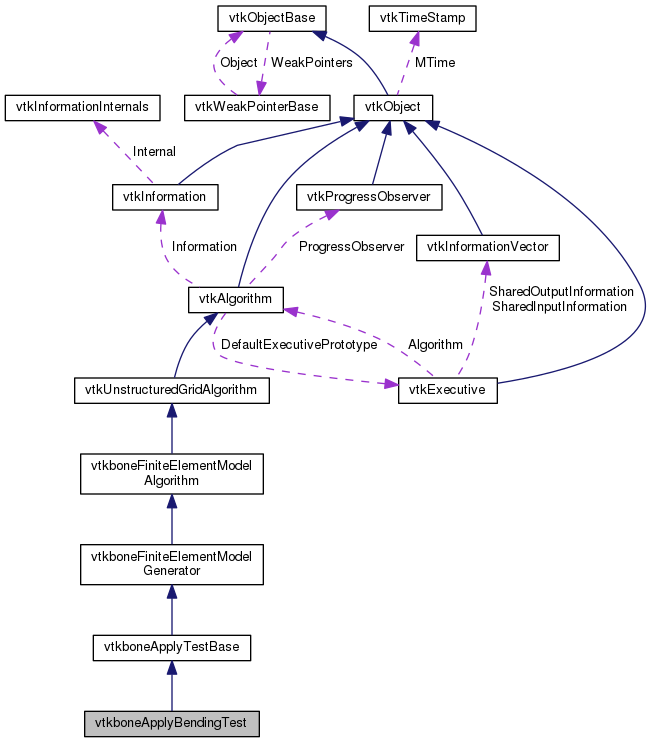 vtkObjectBase
vtkTimeStamp
Object
WeakPointers
MTime
vtkInformationInternals
vtkWeakPointerBase
vtkObject
Internal
vtkInformation
vtkProgressObserver
Information
ProgressObserver
vtkInformationVector
vtkAlgorithm
SharedOutputInformation
SharedInputInformation
DefaultExecutivePrototype
Algorithm
vtkUnstructuredGridAlgorithm
vtkExecutive
vtkboneFiniteElementModel
Algorithm
vtkboneFiniteElementModel
Generator
vtkboneApplyTestBase
vtkboneApplyBendingTest